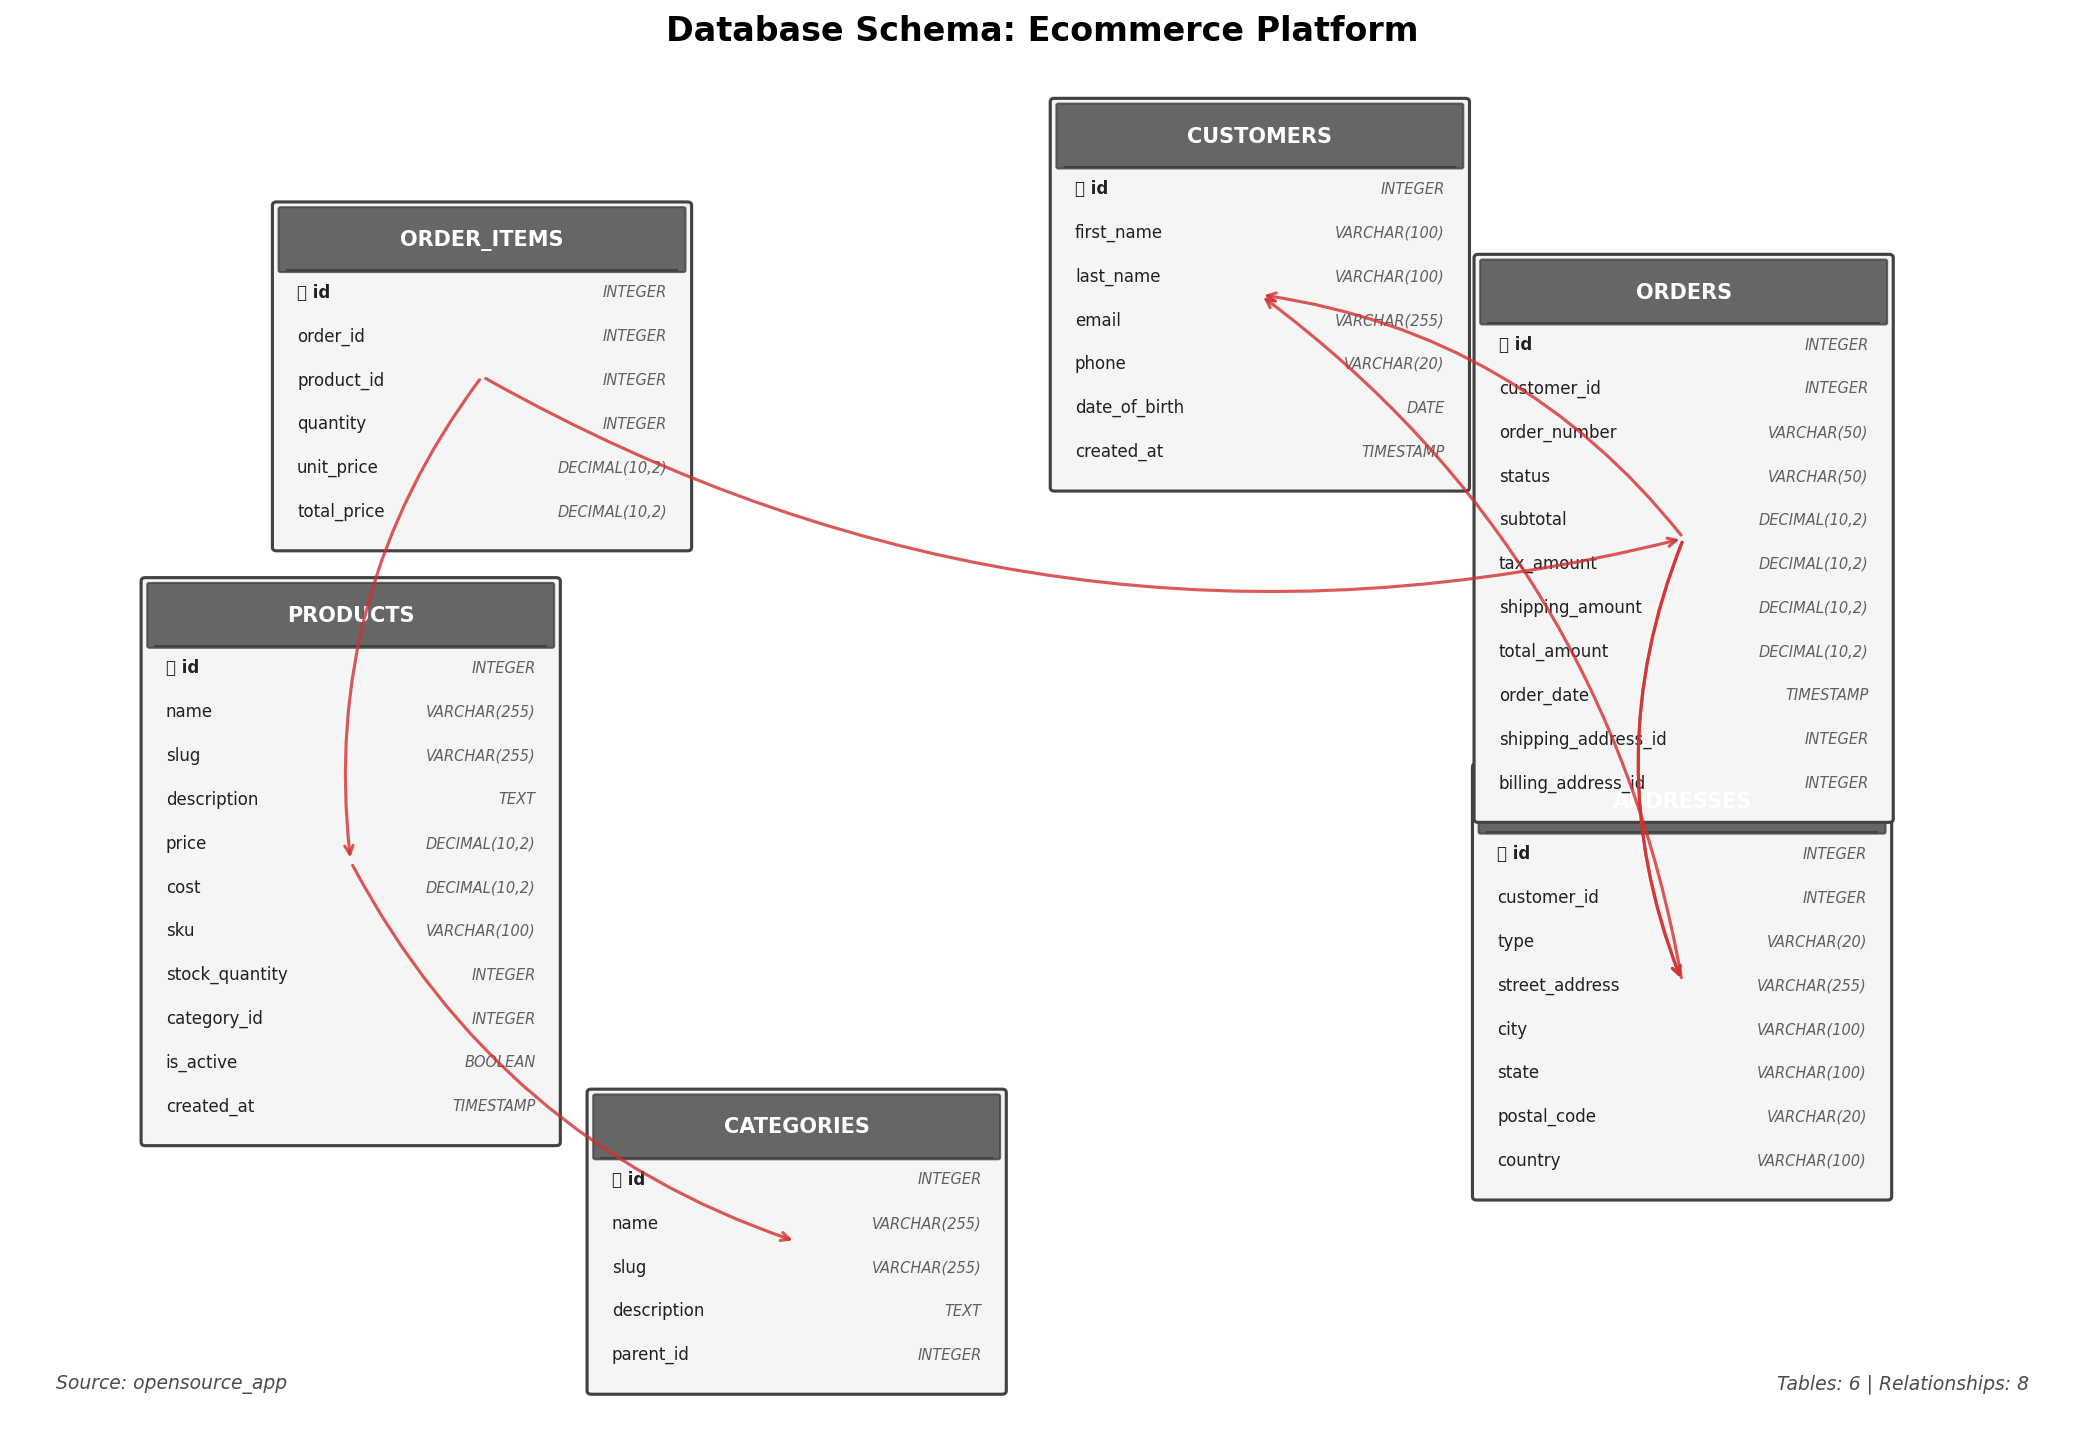 Database Schema: Ecommerce Platform
CUSTOMERS
id INTEGER
first_name VARCHAR(100)
last_name VARCHAR(100)
email VARCHAR(255)
phone VARCHAR(20)
date_of_birth DATE
created_at TIMESTAMP
ORDER_ITEMS
id INTEGER
order_id INTEGER
product_id INTEGER
quantity INTEGER
unit_price DECIMAL(10,2)
total_price DECIMAL(10,2)
ORDERS
id INTEGER
customer_id INTEGER
order_number VARCHAR(50)
status VARCHAR(50)
subtotal DECIMAL(10,2)
tax_amount DECIMAL(10,2)
shipping_amount DECIMAL(10,2)
total_amount DECIMAL(10,2)
order_date TIMESTAMP
shipping_address_id INTEGER
billing_address_id INTEGER
PRODUCTS
id INTEGER
name VARCHAR(255)
slug VARCHAR(255)
description TEXT
price DECIMAL(10,2)
cost DECIMAL(10,2)
sku VARCHAR(100)
stock_quantity INTEGER
category_id INTEGER
is_active BOOLEAN
created_at TIMESTAMP
ADDRESSES
id INTEGER
customer_id INTEGER
type VARCHAR(20)
street_address VARCHAR(255)
city VARCHAR(100)
state VARCHAR(100)
postal_code VARCHAR(20)
country VARCHAR(100)
CATEGORIES
id INTEGER
name VARCHAR(255)
slug VARCHAR(255)
description TEXT
parent_id INTEGER
Source: opensource_app
Tables: 6 | Relationships: 8